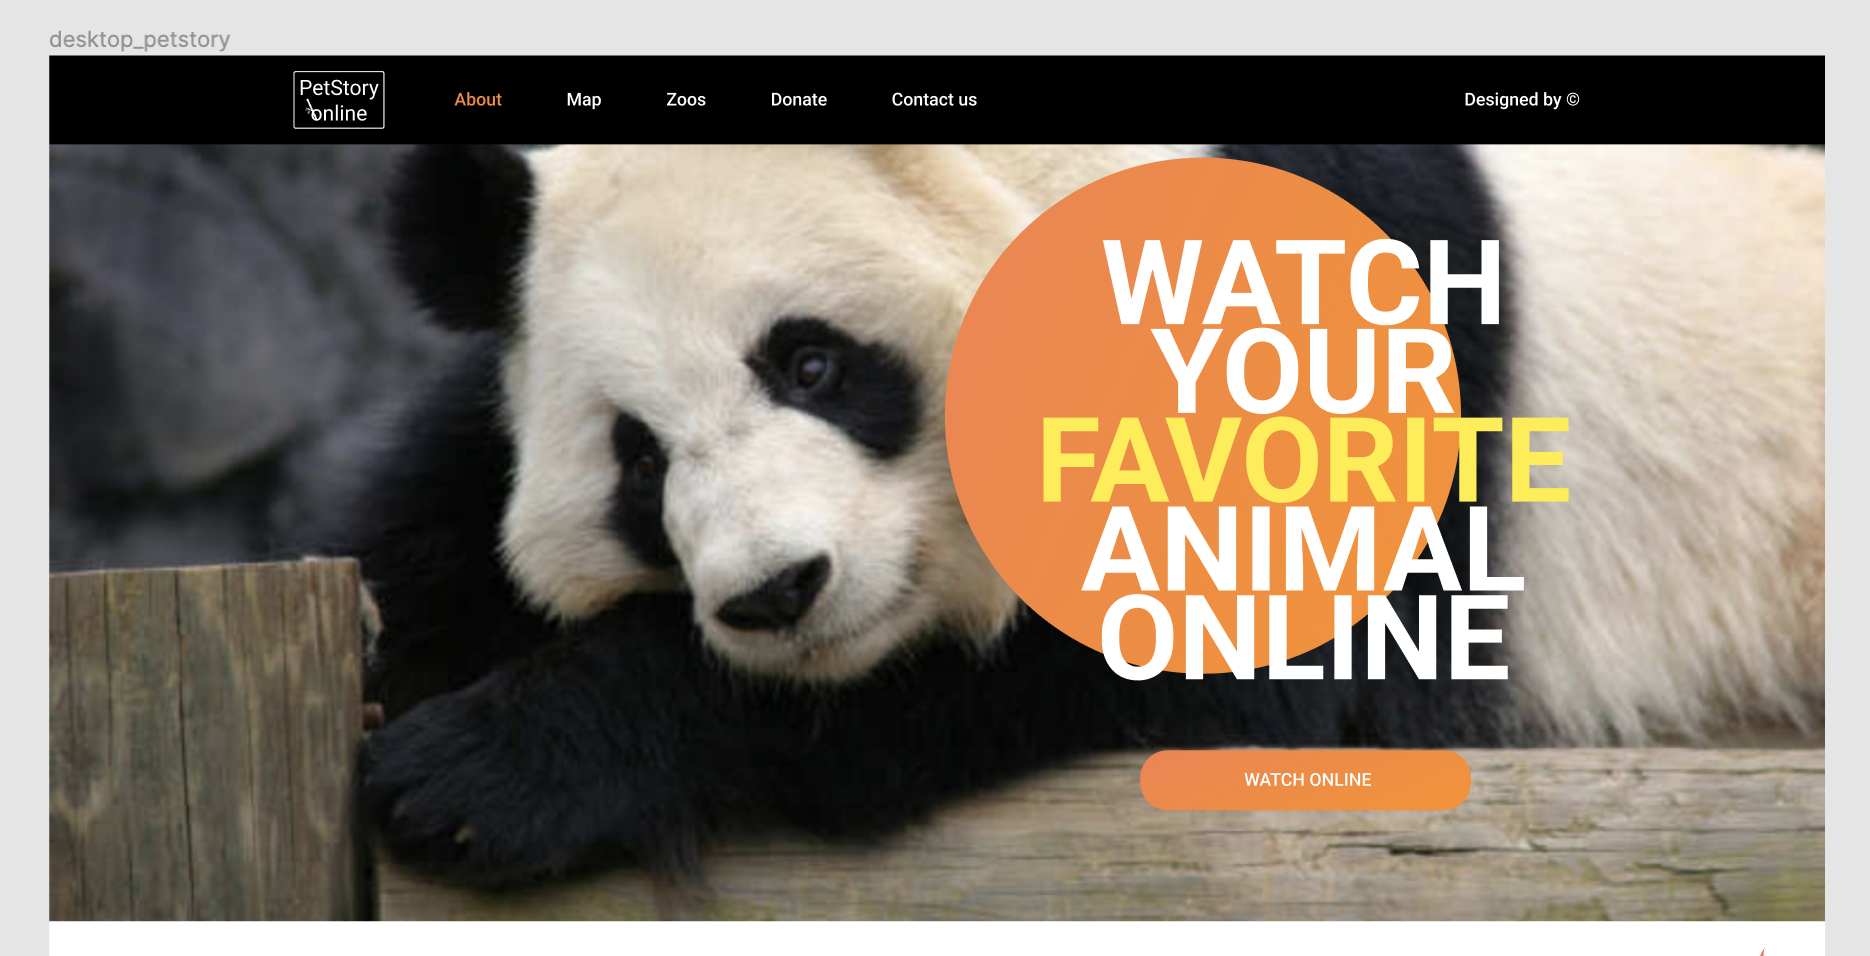 desktop_petstory
PetStory
online
About Map Zoos Donate Contact us Designed by ©
WATCH
YOUR
FAVORITE
ANIMAL
ONLINE
WATCH ONLINE